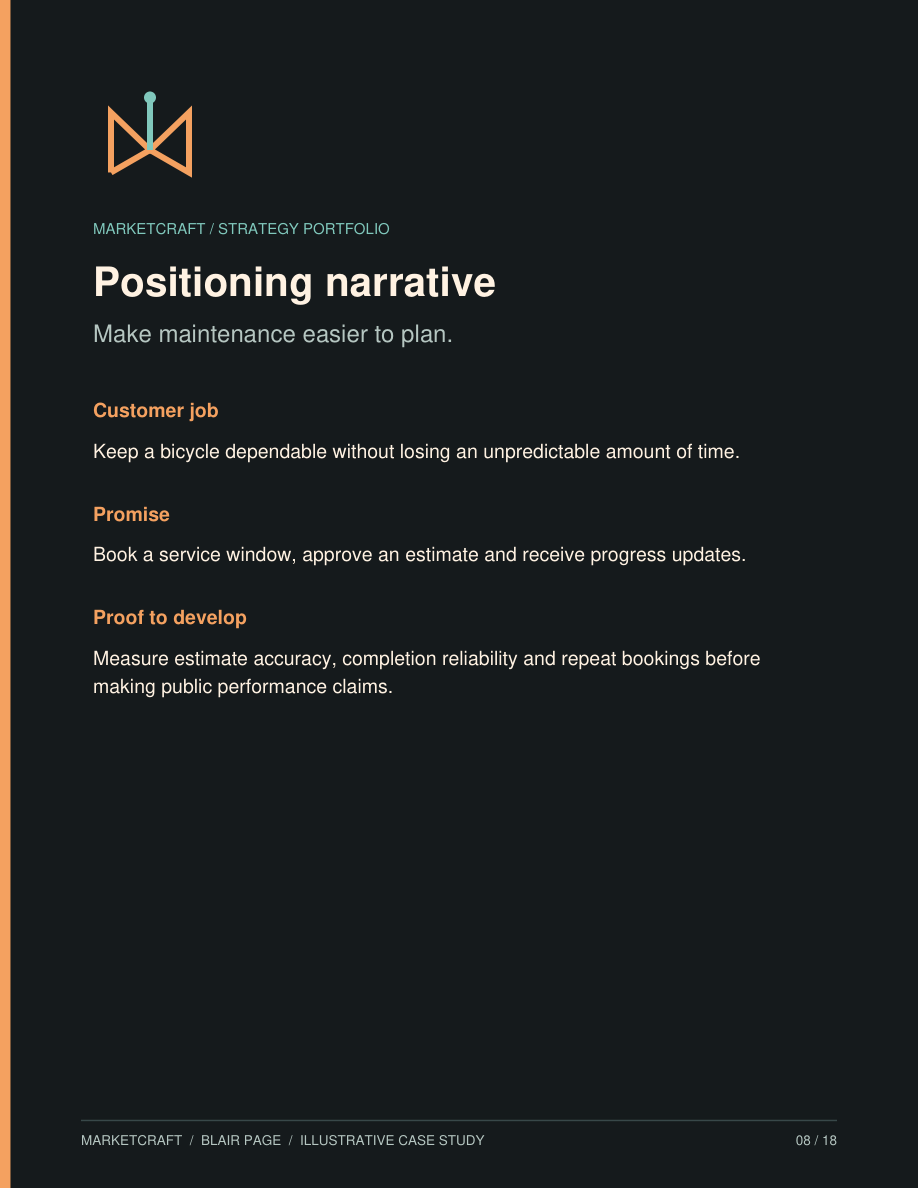 MARKETCRAFT / STRATEGY PORTFOLIO
Positioning narrative
Make maintenance easier to plan.
Customer job
Keep a bicycle dependable without losing an unpredictable amount of time.
Promise
Book a service window, approve an estimate and receive progress updates.
Proof to develop
Measure estimate accuracy, completion reliability and repeat bookings before
making public performance claims.
MARKETCRAFT / BLAIR PAGE / ILLUSTRATIVE CASE STUDY 08 / 18